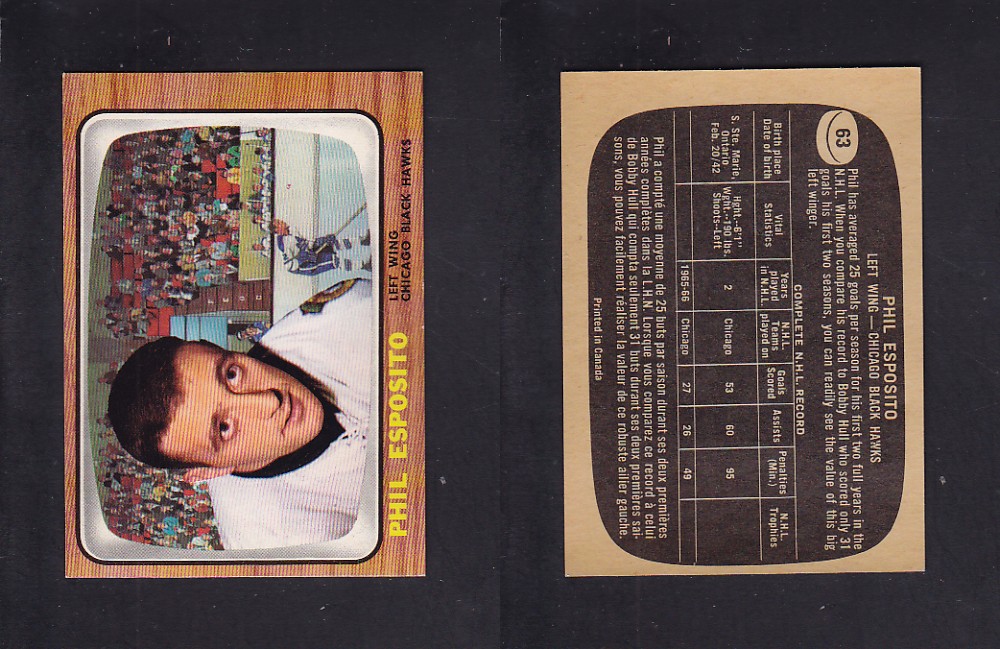 LEFT WING
CHICAGO BLACK HAWKS
PHIL ESPOSITO
63
PHIL ESPOSITO
LEFT WING — CHICAGO BLACK HAWKS
Phil has averaged 25 goals per season for his first two full years in the
N.H.L. When you compare his record to Bobby Hull who scored only 31
goals his first two seasons, you can readily see the value of this big
left winger.
COMPLETE N.H.L. RECORD
Birth place Date of birth Vital Statistics Years played in N.H.L. N.H.L. Teams played on Goals Scored Assists Penalties (Min.) N.H.L. Trophies
S. Ste. Marie, Ontario Feb. 20/42 Hght.-6'1" Wght.-190 lbs. Shoots-Left 2 Chicago 53 60 95
1965-66 Chicago 27 26 49
Phil a compté une moyenne de 25 buts par saison durant ses deux premières
années complètes dans la L.H.N. Lorsque vous comparez ce record à celui
de Bobby Hull qui compta seulement 31 buts durant ses deux premières sai-
sons, vous pouvez facilement réaliser la valeur de ce robuste ailier gauche.
Printed in Canada